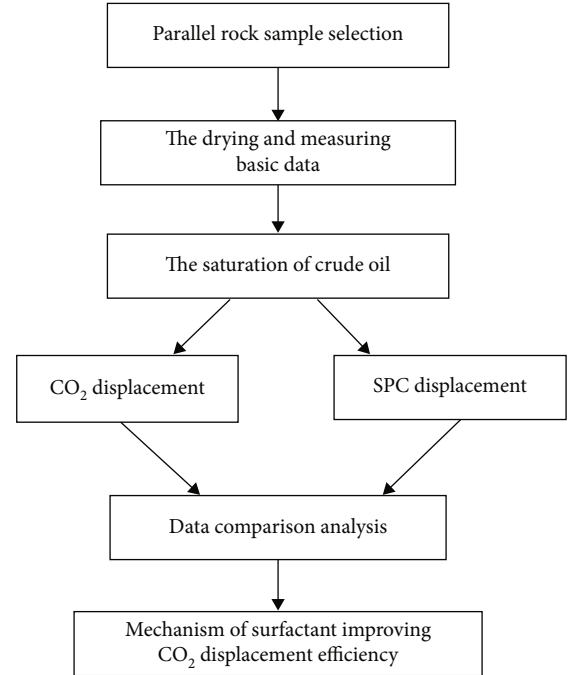 Parallel rock sample selection
The drying and measuring
basic data
The saturation of crude oil
CO₂ displacement
SPC displacement
Data comparison analysis
Mechanism of surfactant improving
CO₂ displacement efficiency